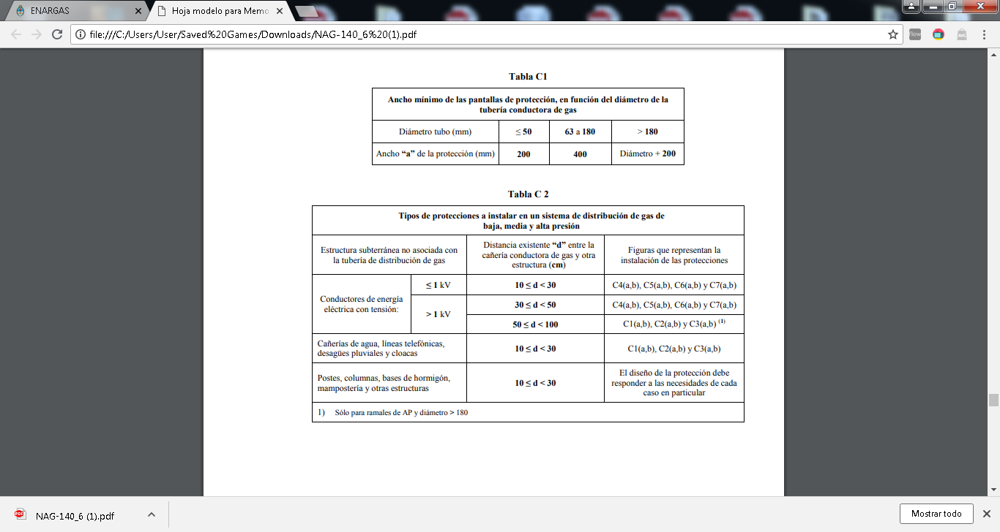 ENARGAS
Hoja modelo para Memo
file:///C:/Users/User/Saved%20Games/Downloads/NAG-140_6%20(1).pdf
Tabla C1
Ancho mínimo de las pantallas de protección, en función del diámetro de la
tubería conductora de gas
Diámetro tubo (mm) ≤ 50 63 a 180 > 180
Ancho “a” de la protección (mm) 200 400 Diámetro + 200
Tabla C 2
Tipos de protecciones a instalar en un sistema de distribución de gas de
baja, media y alta presión
Estructura subterránea no asociada con
la tubería de distribución de gas
Distancia existente “d” entre la
cañería conductora de gas y otra
estructura (cm)
Figuras que representan la
instalación de las protecciones
Conductores de energía
eléctrica con tensión:
≤ 1 kV 10 ≤ d < 30 C4(a,b), C5(a,b), C6(a,b) y C7(a,b)
> 1 kV
30 ≤ d < 50 C4(a,b), C5(a,b), C6(a,b) y C7(a,b)
50 ≤ d < 100 C1(a,b), C2(a,b) y C3(a,b) (1)
Cañerías de agua, líneas telefónicas,
desagües pluviales y cloacas
10 ≤ d < 30 C1(a,b), C2(a,b) y C3(a,b)
Postes, columnas, bases de hormigón,
mampostería y otras estructuras
10 ≤ d < 30
El diseño de la protección debe
responder a las necesidades de cada
caso en particular
1) Sólo para ramales de AP y diámetro > 180
NAG-140_6 (1).pdf
Mostrar todo